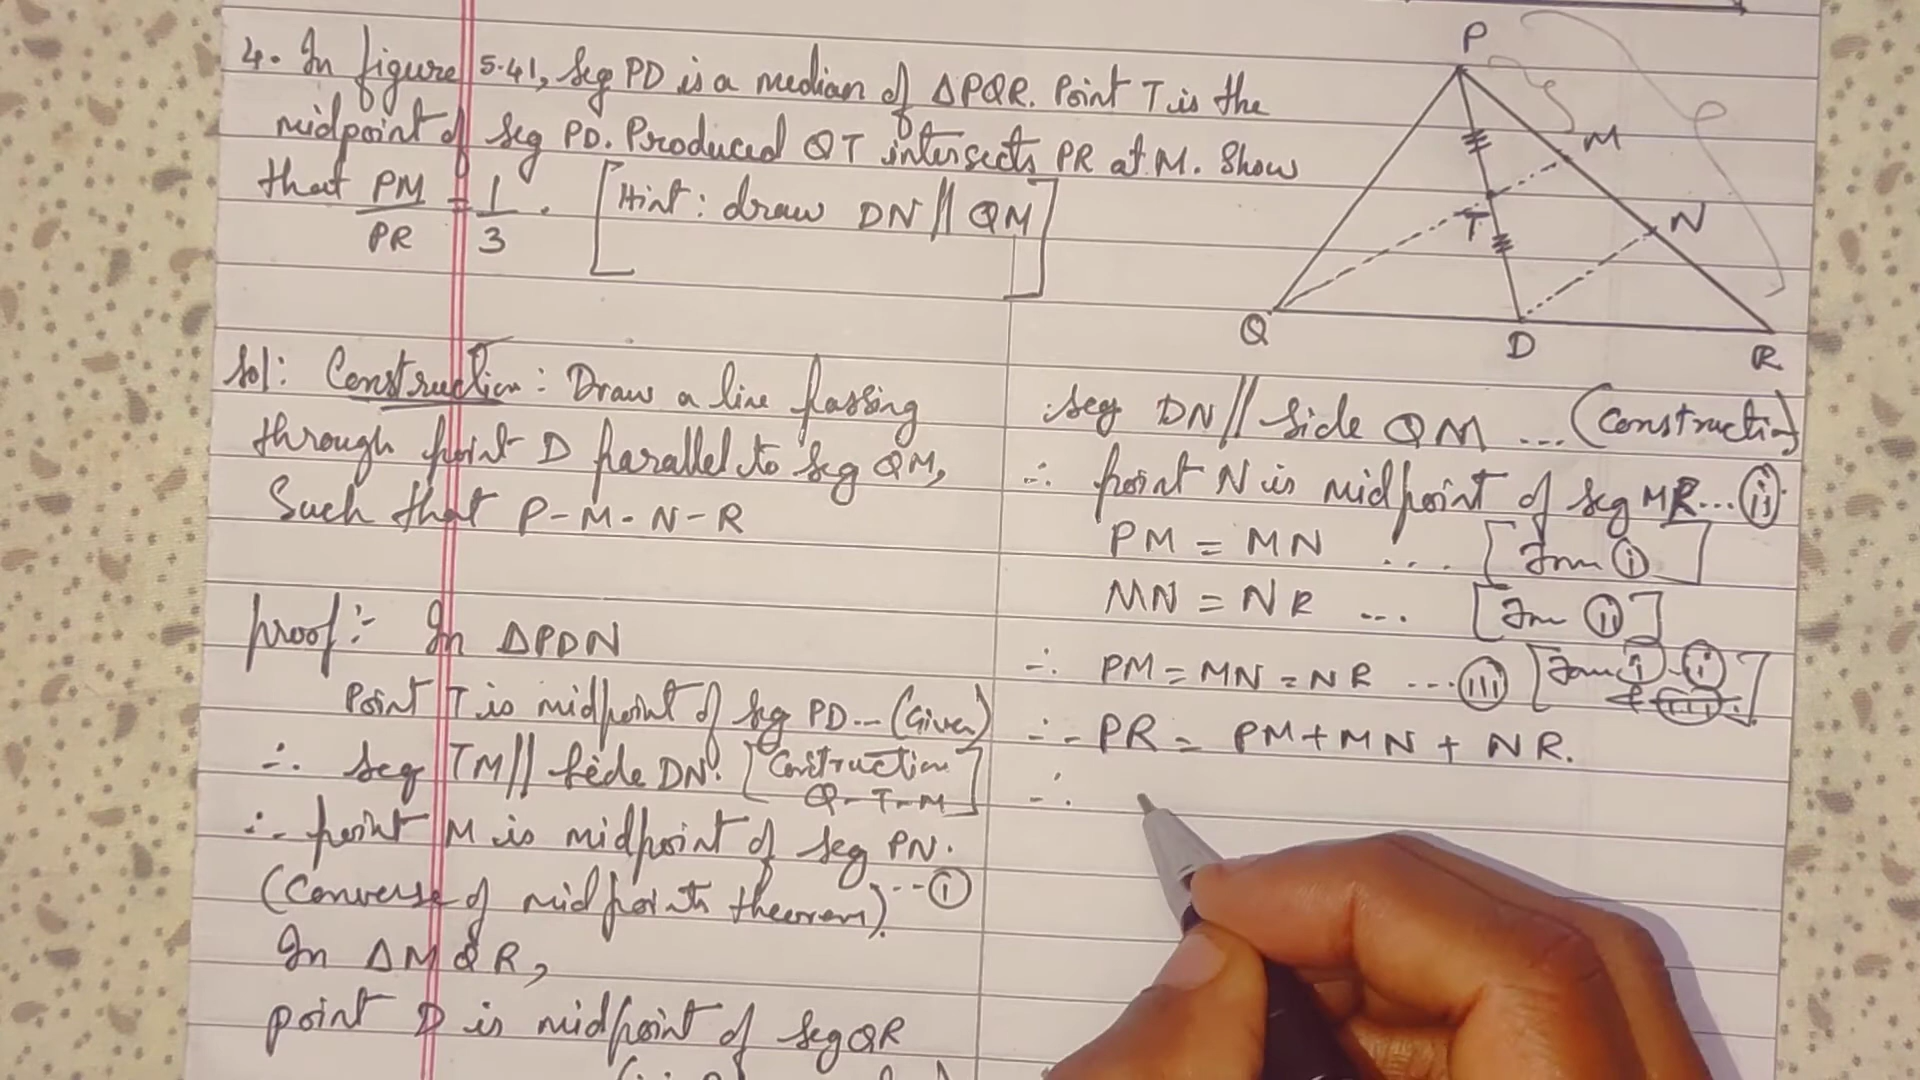 4. In figure 5.41, seg PD is a median of ΔPQR. Point T is the
midpoint of seg PD. Produced QT intersects PR at M. Show
that PM/PR = 1/3. [Hint: draw DN || QM]
P
M
T
N
Q
D
R
Sol: Construction: Draw a line passing
through point D parallel to seg QM,
Such that P-M-N-R
proof:- In ΔPDN
Point T is midpoint of seg PD... (Given)
∴ seg TM || side DN. [Construction
Q-T-M]
∴ point M is midpoint of seg PN.
(Converse of midpoints theorem) ...(i)
In ΔMQR,
point D is midpoint of seg QR
seg DN || side QM ... (Construction)
∴ point N is midpoint of seg MR... (ii)
PM = MN .... [From (i)]
MN = NR ... [From (ii)]
∴ PM = MN = NR ...(iii)
∴ PR = PM + MN + NR.
∴